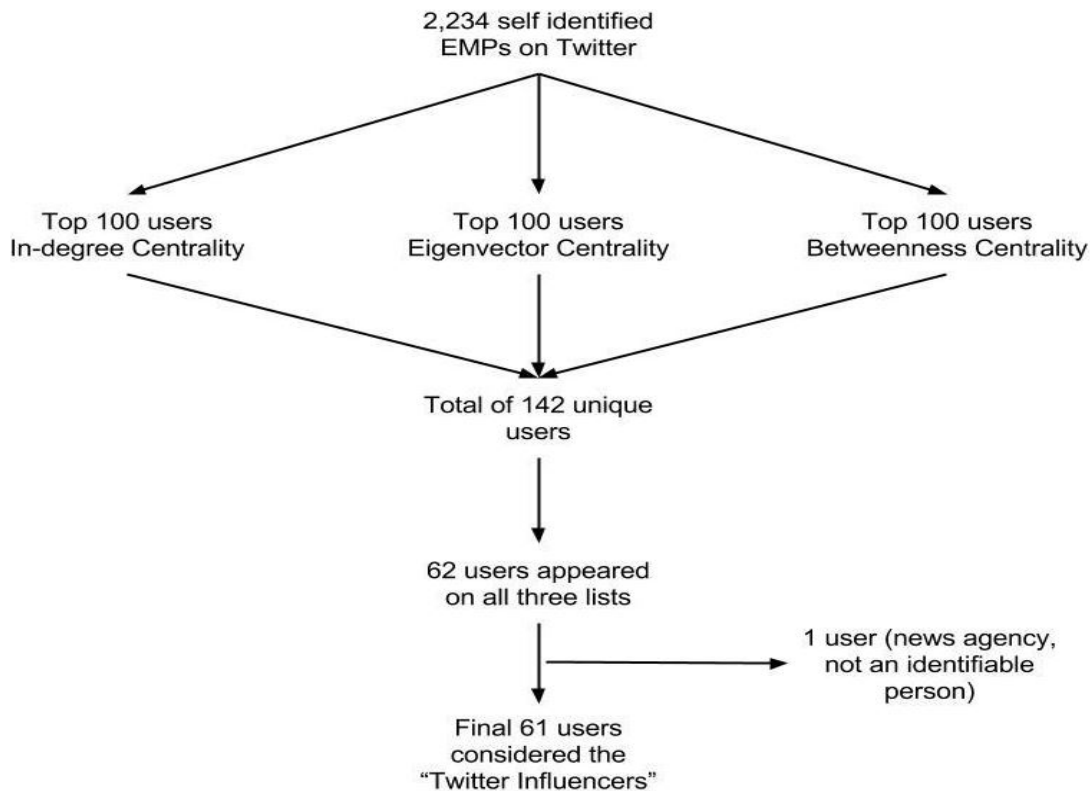 2,234 self identified
EMPs on Twitter
Top 100 users
In-degree Centrality
Top 100 users
Eigenvector Centrality
Top 100 users
Betweenness Centrality
Total of 142 unique
users
62 users appeared
on all three lists
1 user (news agency,
not an identifiable
person)
Final 61 users
considered the
“Twitter Influencers”